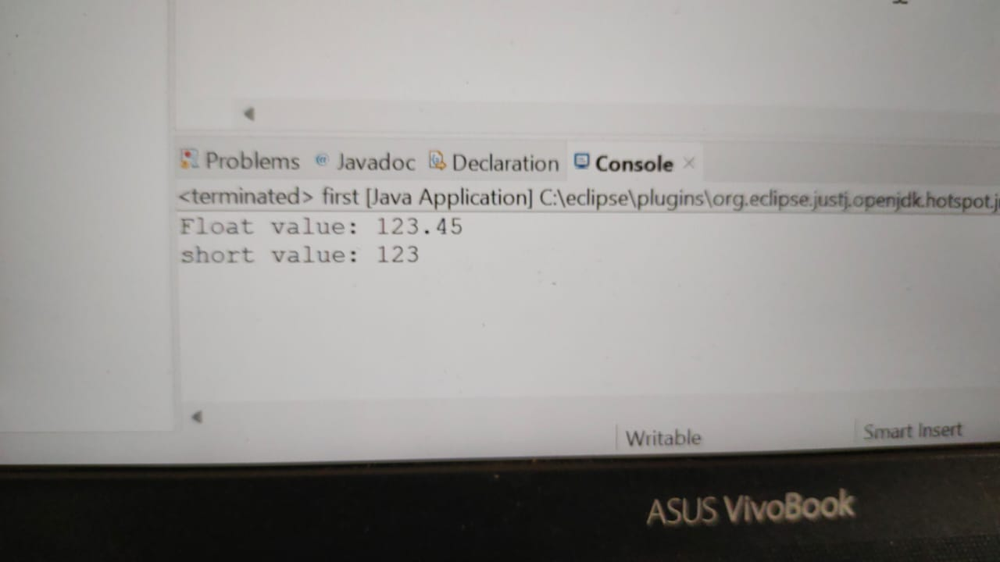 Problems Javadoc Declaration Console
<terminated> first [Java Application] C:\eclipse\plugins\org.eclipse.justj.openjdk.hotspot.j
Float value: 123.45
short value: 123
Writable Smart Insert
ASUS VivoBook